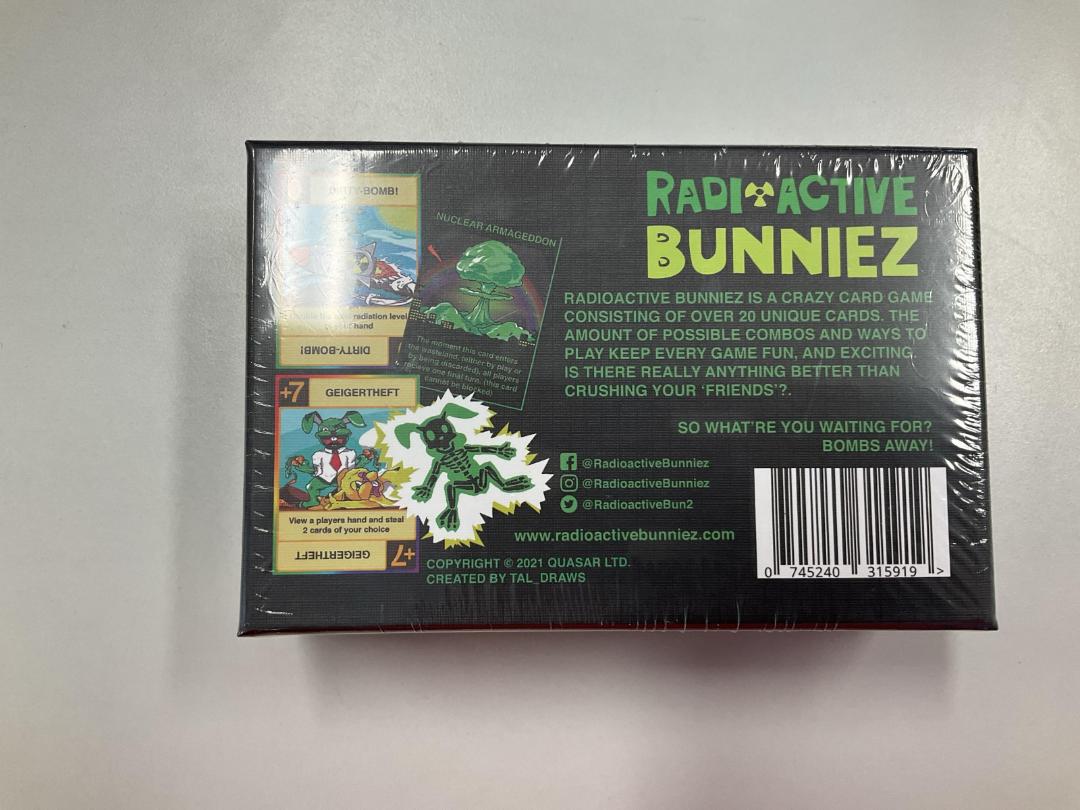 DIRTY-BOMB!
radiation level
hand
DIRTY-BOMB!
NUCLEAR ARMAGEDDON
The moment this card enters
the wasteland, (either by play or
by being discarded), all players
receive one final turn. (this card
cannot be blocked)
+7 GEIGERTHEFT
View a players hand and steal
2 cards of your choice
GEIGERTHEFT +7
RADIOACTIVE
BUNNIEZ
RADIOACTIVE BUNNIEZ IS A CRAZY CARD GAME
CONSISTING OF OVER 20 UNIQUE CARDS. THE
AMOUNT OF POSSIBLE COMBOS AND WAYS TO
PLAY KEEP EVERY GAME FUN, AND EXCITING.
IS THERE REALLY ANYTHING BETTER THAN
CRUSHING YOUR 'FRIENDS'?.
SO WHAT'RE YOU WAITING FOR?
BOMBS AWAY!
@RadioactiveBunniez
@RadioactiveBunniez
@RadioactiveBun2
www.radioactivebunniez.com
COPYRIGHT © 2021 QUASAR LTD.
CREATED BY TAL_DRAWS
0 745240 315919 >